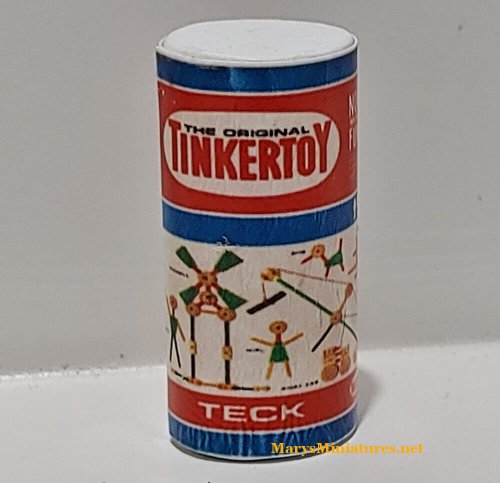 THE ORIGINAL
TINKERTOY
TECK
MarysMiniatures.net